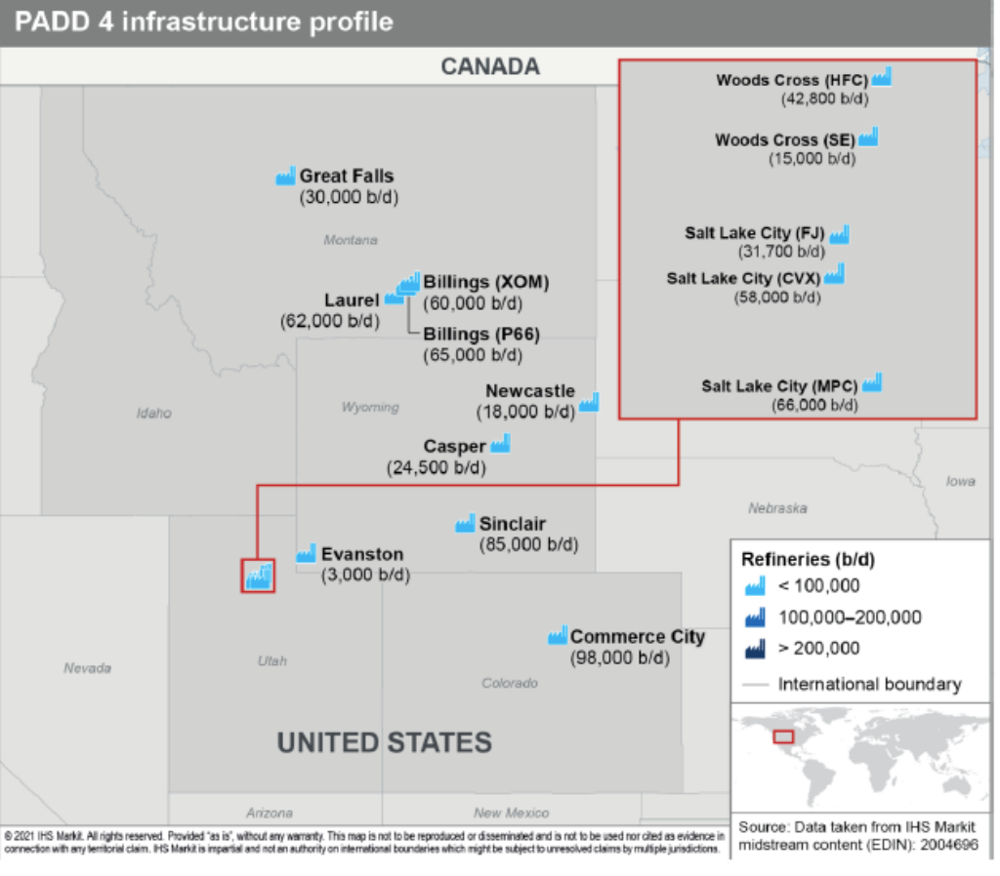 PADD 4 infrastructure profile
CANADA
Woods Cross (HFC)
(42,800 b/d)
Woods Cross (SE)
(15,000 b/d)
Great Falls
(30,000 b/d)
Montana
Salt Lake City (FJ)
(31,700 b/d)
Salt Lake City (CVX)
(58,000 b/d)
Billings (XOM)
(60,000 b/d)
Laurel
(62,000 b/d)
Billings (P66)
(65,000 b/d)
Salt Lake City (MPC)
(66,000 b/d)
Newcastle
(18,000 b/d)
Idaho
Wyoming
Casper
(24,500 b/d)
Iowa
Nebraska
Sinclair
(85,000 b/d)
Evanston
(3,000 b/d)
Commerce City
(98,000 b/d)
Nevada
Utah
Colorado
UNITED STATES
Arizona
New Mexico
Refineries (b/d)
< 100,000
100,000–200,000
> 200,000
International boundary
Source: Data taken from IHS Markit
midstream content (EDIN): 2004696
© 2021 IHS Markit. All rights reserved. Provided "as is", without any warranty. This map is not to be reproduced or disseminated and is not to be used nor cited as evidence in
connection with any territorial claim. IHS Markit is impartial and not an authority on international boundaries which might be subject to unresolved claims by multiple jurisdictions.